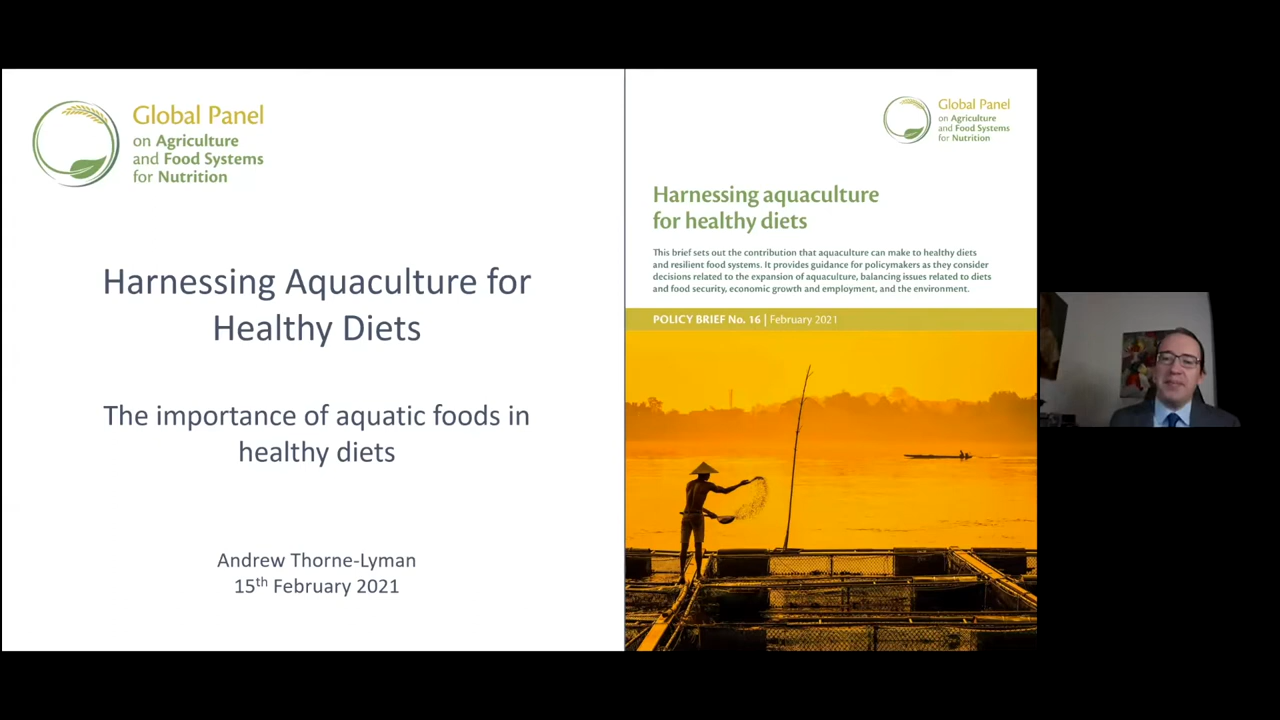 Global Panel
on Agriculture
and Food Systems
for Nutrition
Harnessing Aquaculture for
Healthy Diets
The importance of aquatic foods in
healthy diets
Andrew Thorne-Lyman
15th February 2021
Global Panel
on Agriculture
and Food Systems
for Nutrition
Harnessing aquaculture
for healthy diets
This brief sets out the contribution that aquaculture can make to healthy diets
and resilient food systems. It provides guidance for policymakers as they consider
decisions related to the expansion of aquaculture, balancing issues related to diets
and food security, economic growth and employment, and the environment.
POLICY BRIEF No. 16 | February 2021